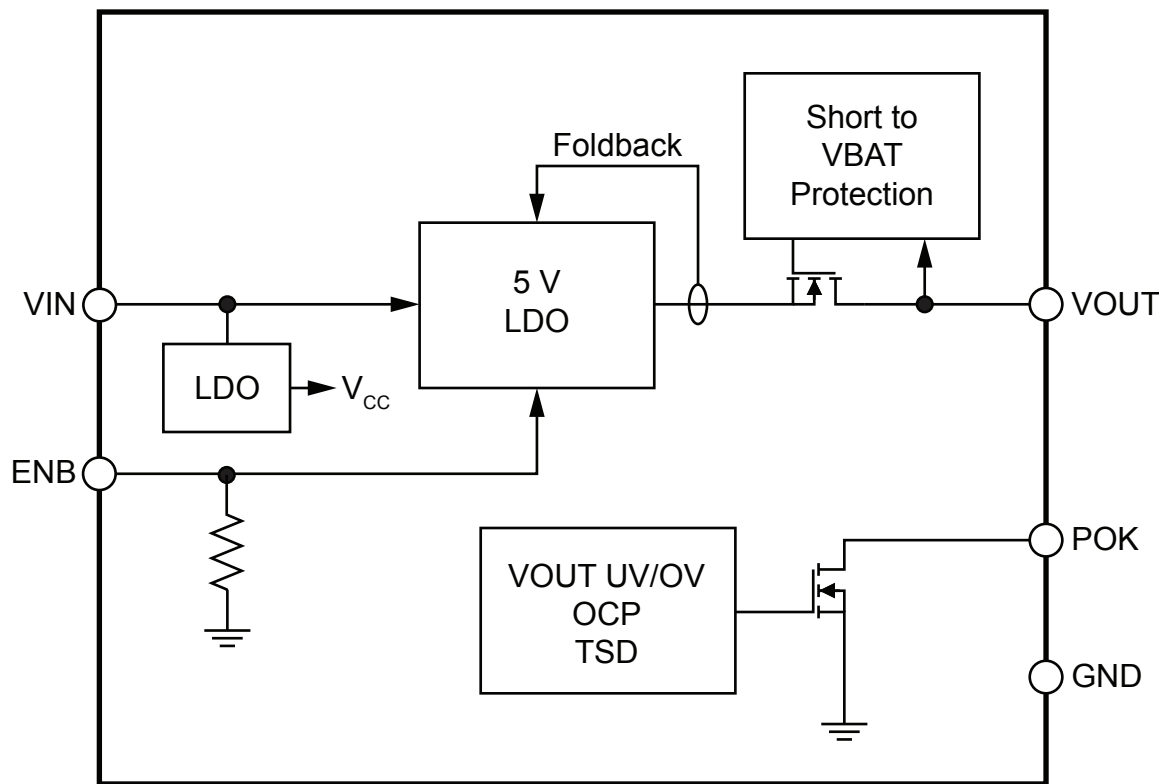 Short to
VBAT
Protection
Foldback
5 V
LDO
VIN
VOUT
LDO
VCC
ENB
POK
VOUT UV/OV
OCP
TSD
GND